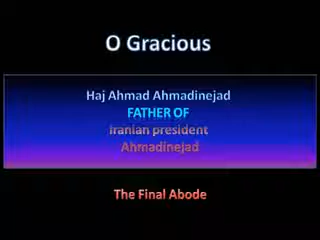 O Gracious
Haj Ahmad Ahmadinejad
FATHER OF
Iranian president
Ahmadinejad
The Final Abode